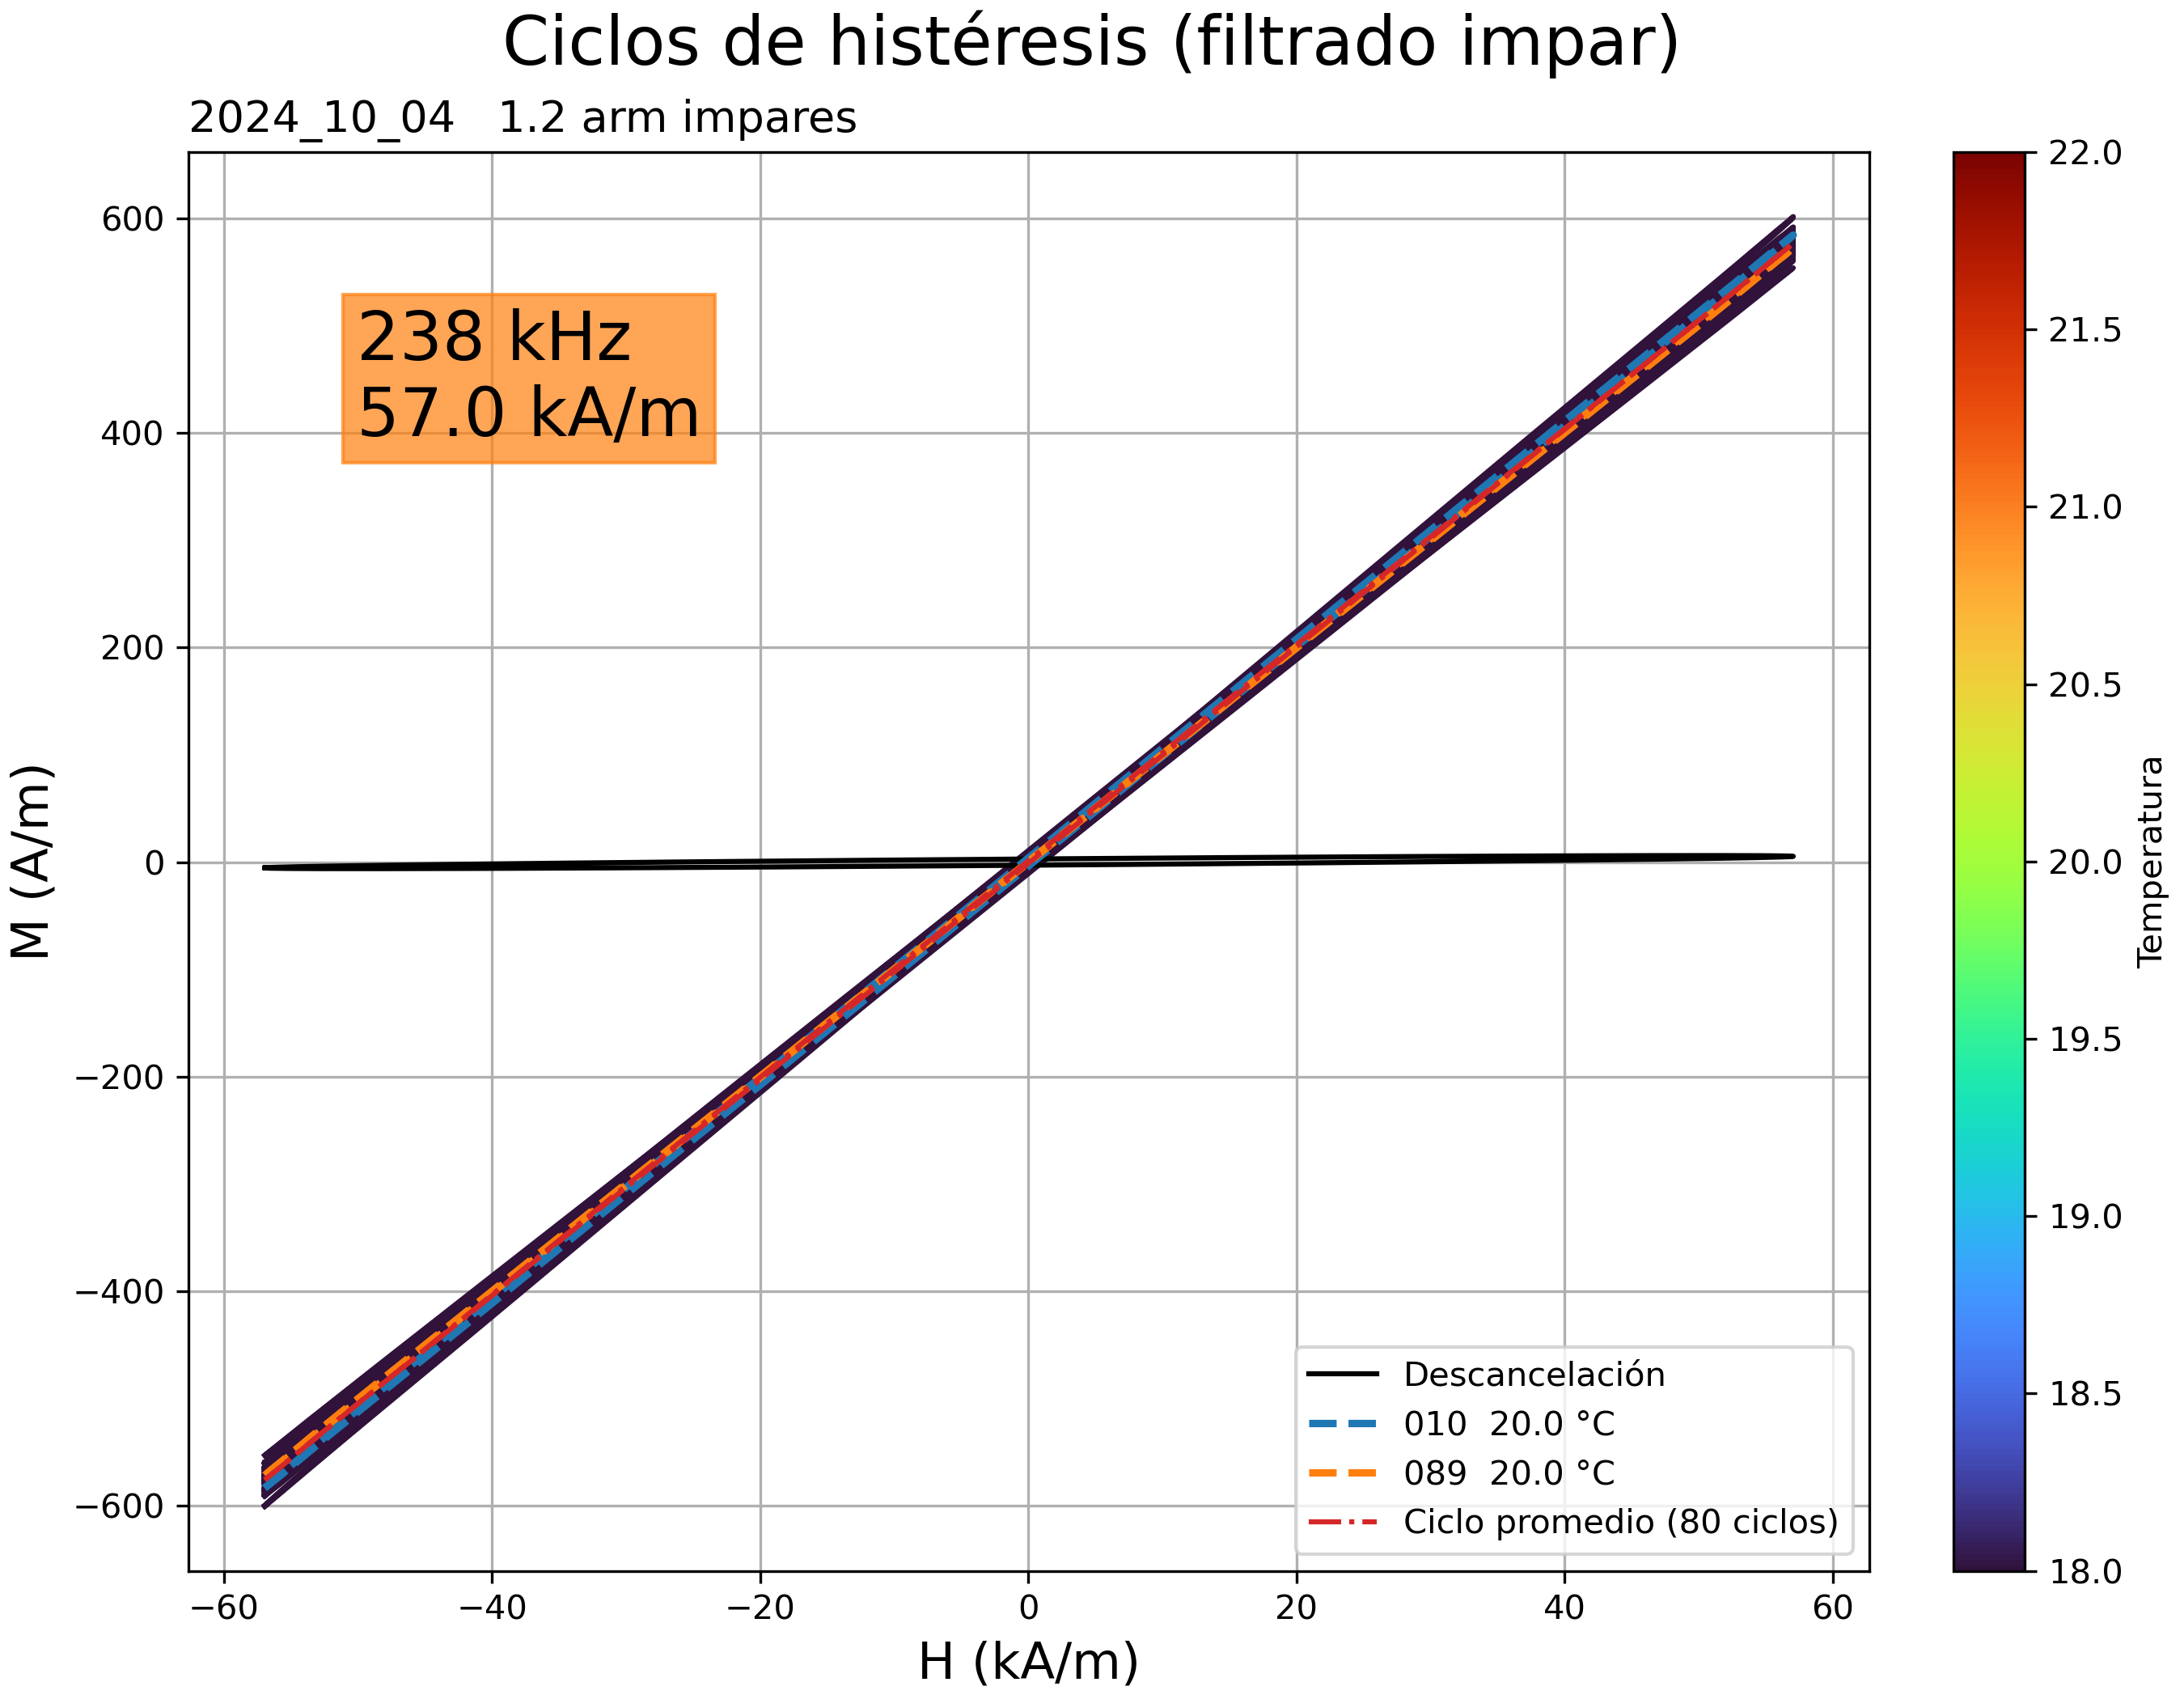 Ciclos de histéresis (filtrado impar)
2024_10_04   1.2 arm impares
238 kHz
57.0 kA/m
M (A/m)
600
400
200
0
−200
−400
−600
−60
−40
−20
0
20
40
60
H (kA/m)
Descancelación
010  20.0 °C
089  20.0 °C
Ciclo promedio (80 ciclos)
22.0
21.5
21.0
20.5
20.0
19.5
19.0
18.5
18.0
Temperatura